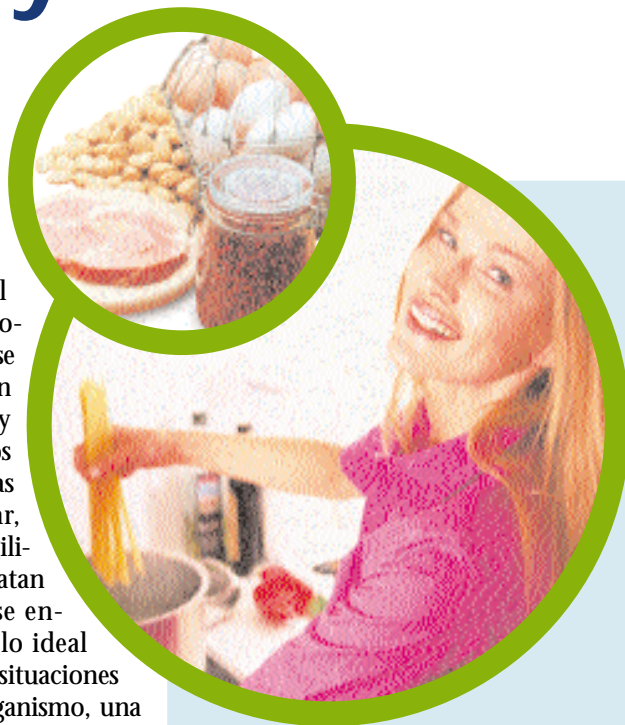 y
l
o-
se
n
y
os
as
ar,
ili-
atan
se en-
lo ideal
situaciones
ganismo, una